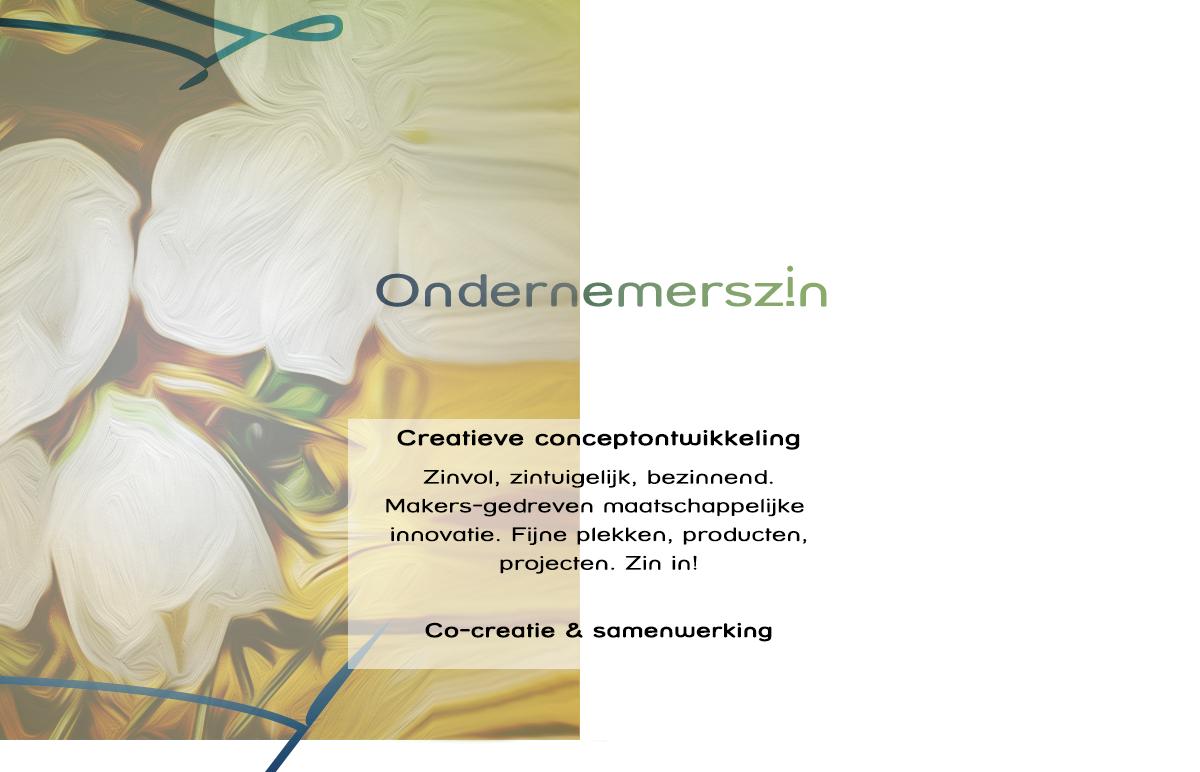 Ondernemersz!n
Creatieve conceptontwikkeling
Zinvol, zintuigelijk, bezinnend.
Makers-gedreven maatschappelijke
innovatie. Fijne plekken, producten,
projecten. Zin in!
Co-creatie & samenwerking